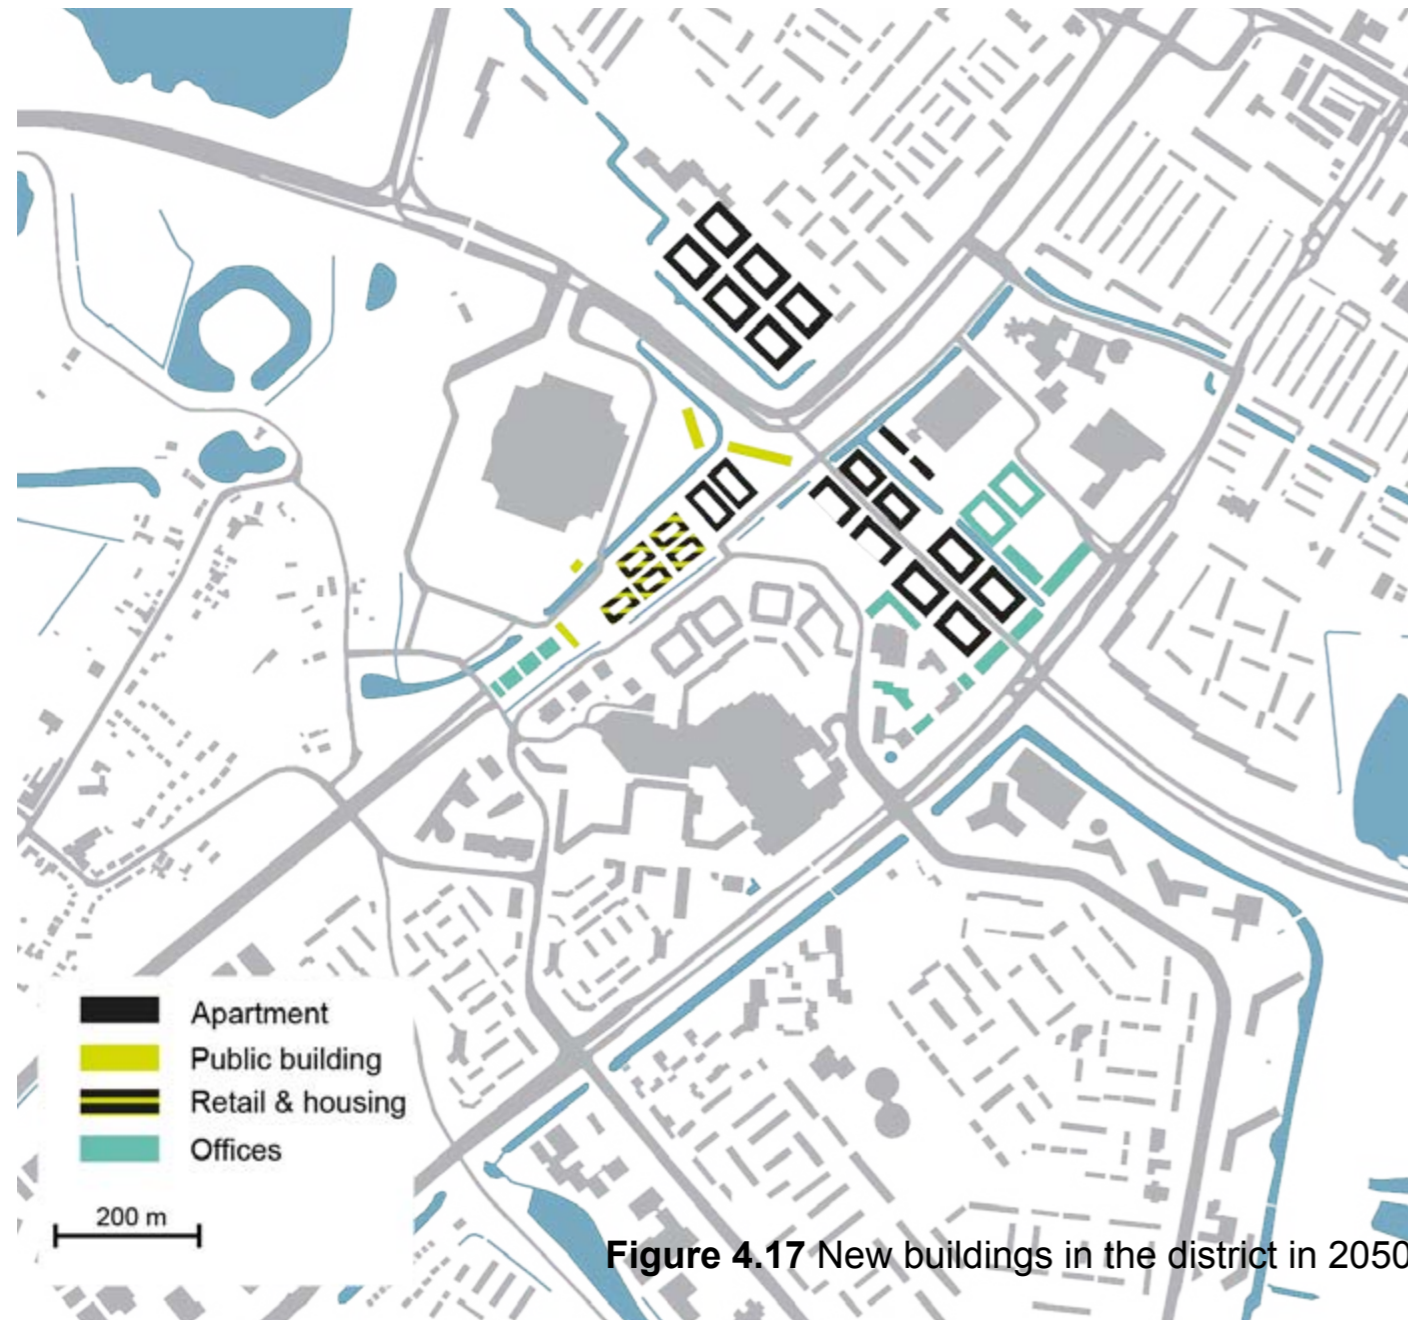 Apartment
Public building
Retail & housing
Offices
200 m
Figure 4.17 New buildings in the district in 2050